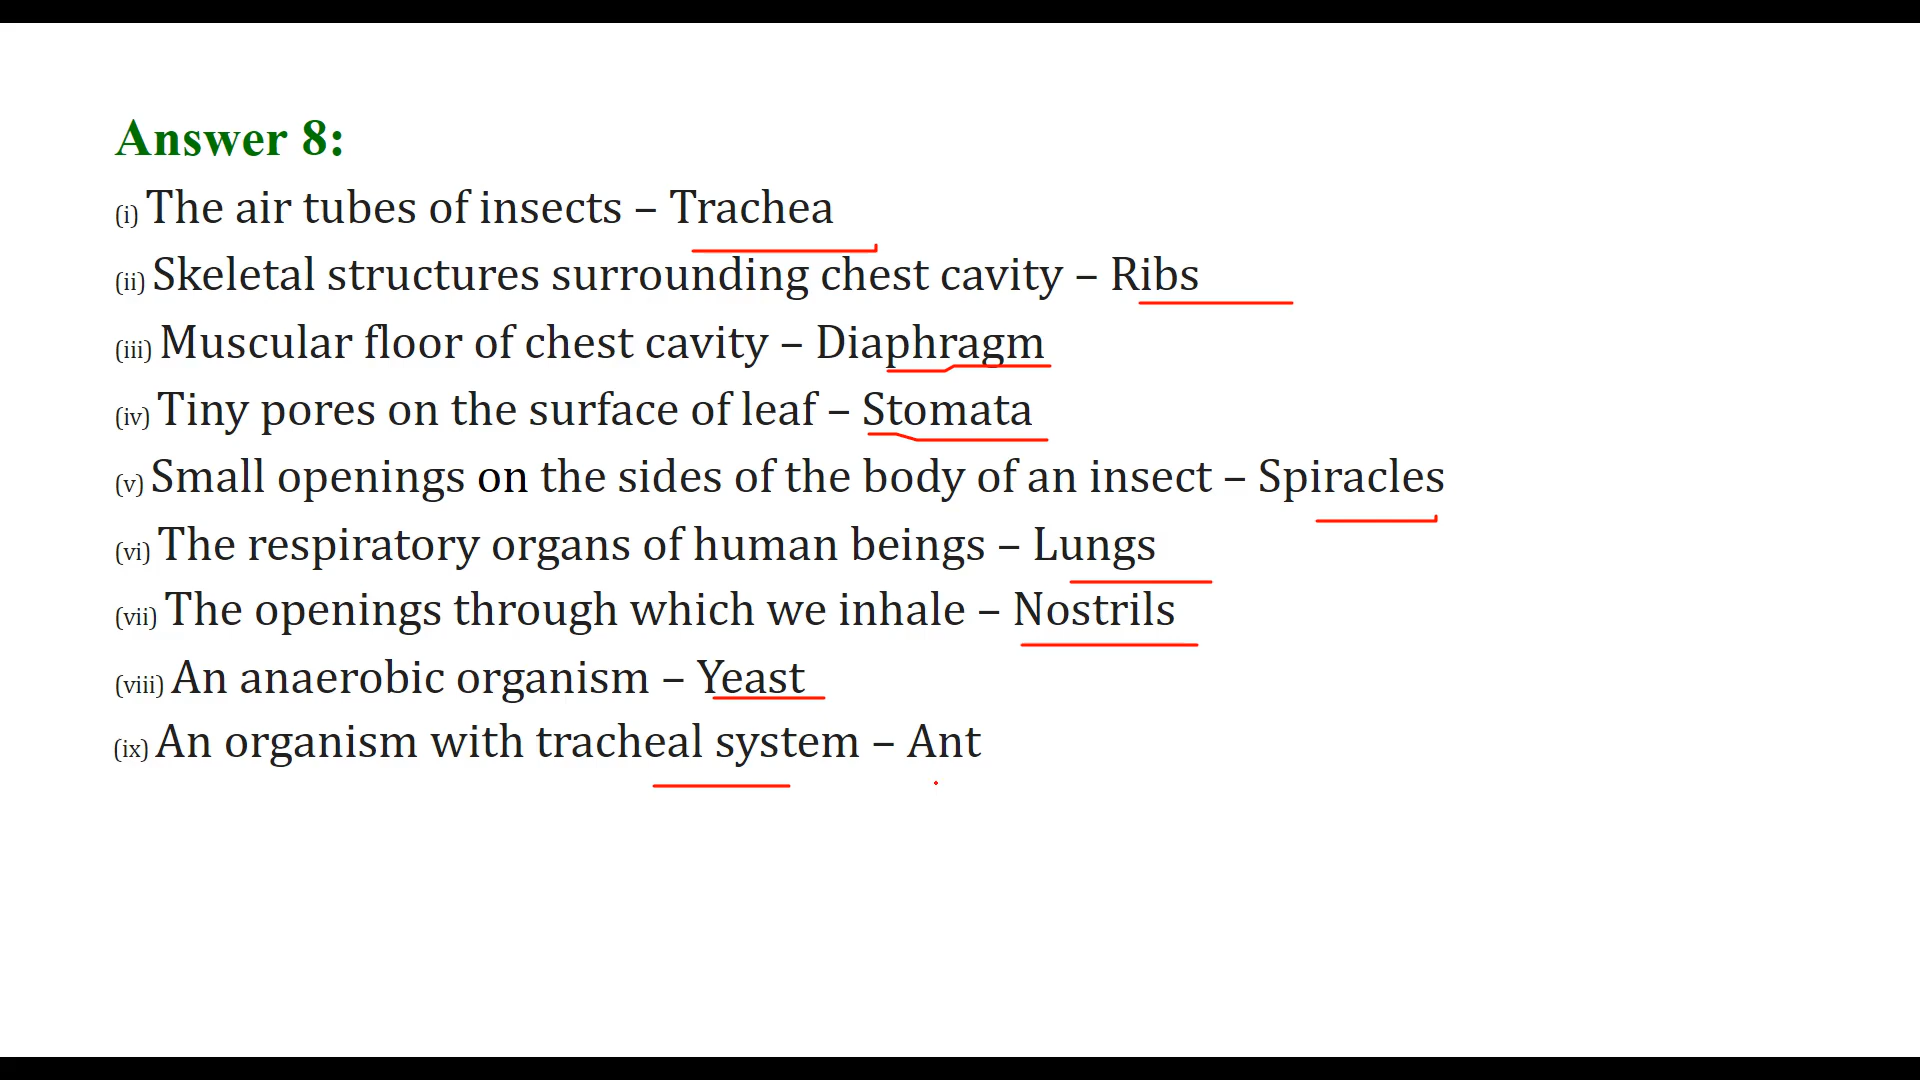 Answer 8:
(i) The air tubes of insects – Trachea
(ii) Skeletal structures surrounding chest cavity – Ribs
(iii) Muscular floor of chest cavity – Diaphragm
(iv) Tiny pores on the surface of leaf – Stomata
(v) Small openings on the sides of the body of an insect – Spiracles
(vi) The respiratory organs of human beings – Lungs
(vii) The openings through which we inhale – Nostrils
(viii) An anaerobic organism – Yeast
(ix) An organism with tracheal system – Ant